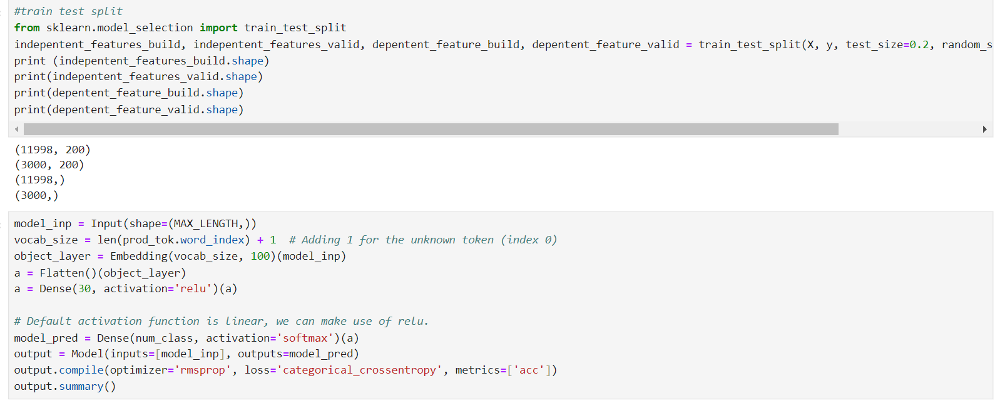 #train test split
from sklearn.model_selection import train_test_split
indepentent_features_build, indepentent_features_valid, depentent_feature_build, depentent_feature_valid = train_test_split(X, y, test_size=0.2, random_s
print (indepentent_features_build.shape)
print(indepentent_features_valid.shape)
print(depentent_feature_build.shape)
print(depentent_feature_valid.shape)
(11998, 200)
(3000, 200)
(11998,)
(3000,)
model_inp = Input(shape=(MAX_LENGTH,))
vocab_size = len(prod_tok.word_index) + 1  # Adding 1 for the unknown token (index 0)
object_layer = Embedding(vocab_size, 100)(model_inp)
a = Flatten()(object_layer)
a = Dense(30, activation='relu')(a)
# Default activation function is linear, we can make use of relu.
model_pred = Dense(num_class, activation='softmax')(a)
output = Model(inputs=[model_inp], outputs=model_pred)
output.compile(optimizer='rmsprop', loss='categorical_crossentropy', metrics=['acc'])
output.summary()